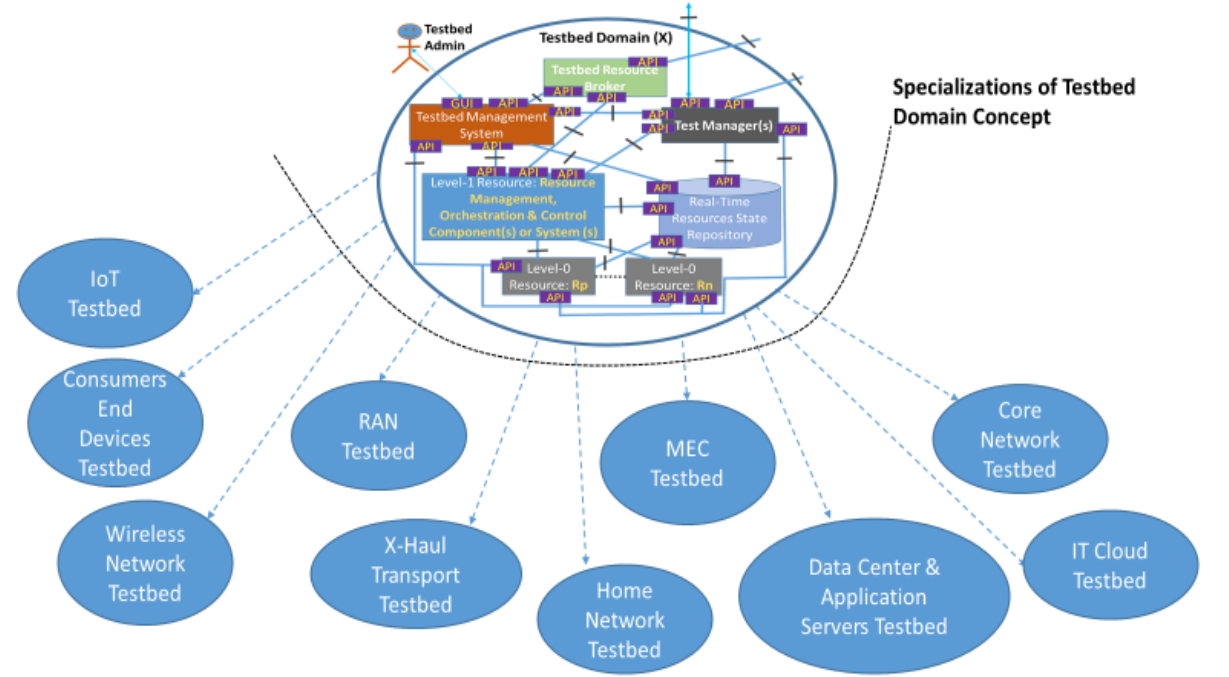 Testbed
Admin
Testbed Domain (X)
API
Testbed Resource
Broker
API
API
Specializations of Testbed
Domain Concept
GUI
API
API
API
API
Testbed Management
System
API
Test Manager(s)
API
API
API
API
API
API
API
Level-1 Resource: Resource
Management,
Orchestration & Control
Component(s) or System (s)
API
API
API
Real-Time
Resources State
Repository
API
API
Level-0
Resource: Rp
Level-0
Resource: Rn
API
API
API
IoT
Testbed
Consumers
End
Devices
Testbed
RAN
Testbed
MEC
Testbed
Core
Network
Testbed
Wireless
Network
Testbed
X-Haul
Transport
Testbed
Home
Network
Testbed
Data Center &
Application
Servers Testbed
IT Cloud
Testbed